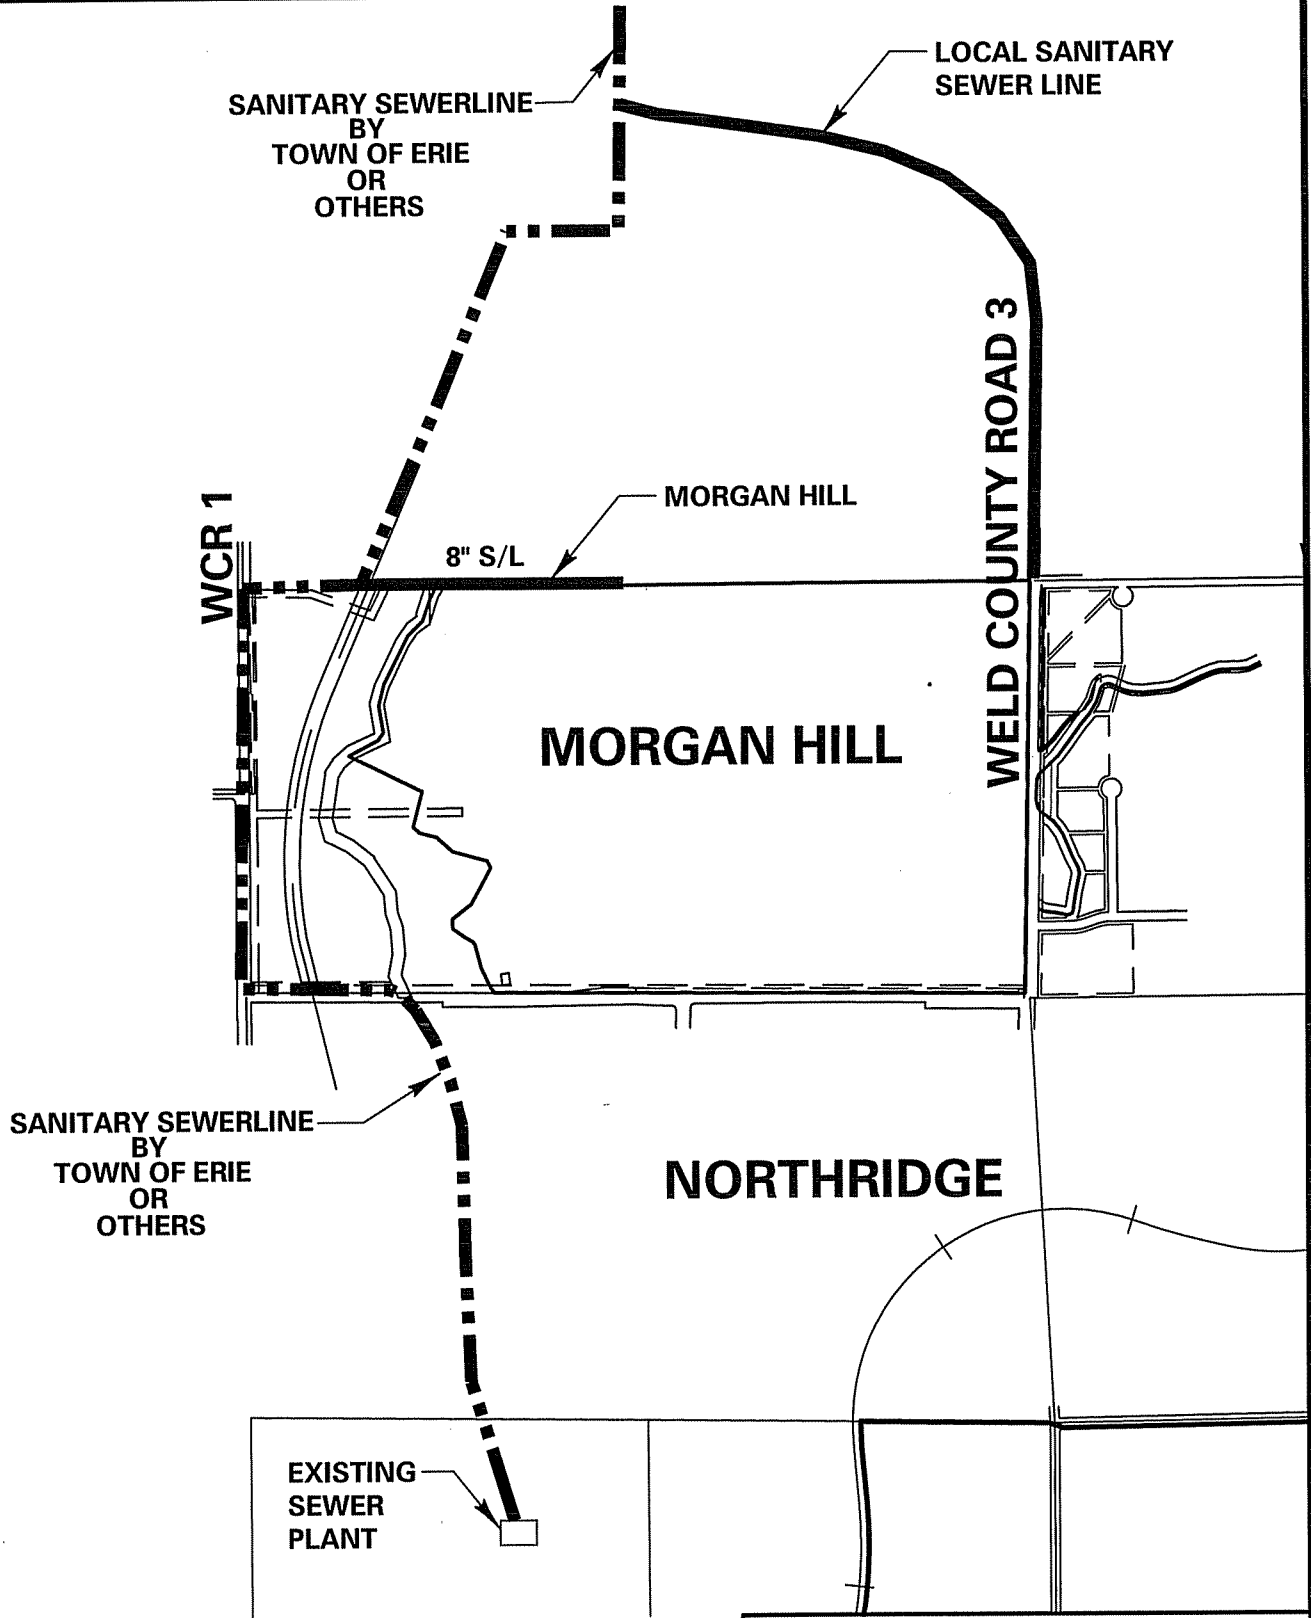 LOCAL SANITARY
SEWER LINE
SANITARY SEWERLINE
BY
TOWN OF ERIE
OR
OTHERS
WELD COUNTY ROAD 3
WCR 1
MORGAN HILL
8" S/L
MORGAN HILL
SANITARY SEWERLINE
BY
TOWN OF ERIE
OR
OTHERS
NORTHRIDGE
EXISTING
SEWER
PLANT